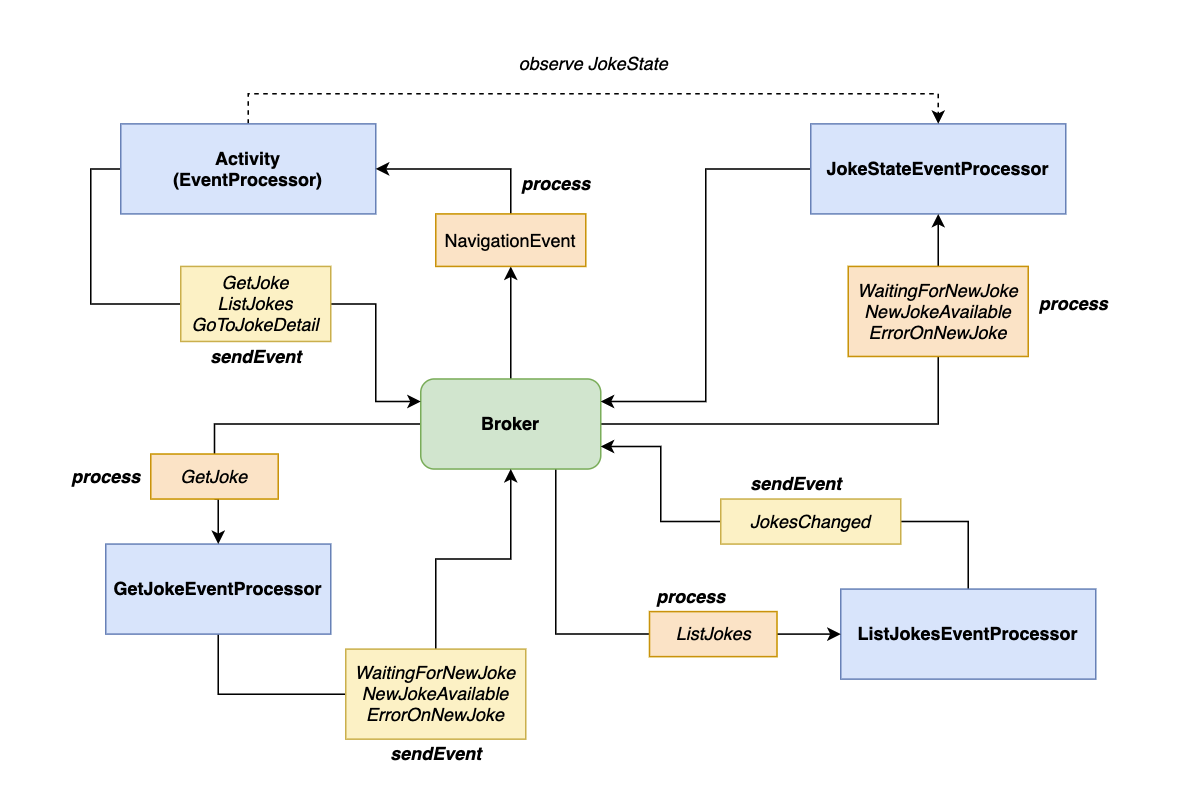 observe JokeState
Activity
(EventProcessor)
JokeStateEventProcessor
process
NavigationEvent
GetJoke
ListJokes
GoToJokeDetail
sendEvent
WaitingForNewJoke
NewJokeAvailable
ErrorOnNewJoke
process
Broker
process
GetJoke
sendEvent
JokesChanged
GetJokeEventProcessor
process
ListJokes
ListJokesEventProcessor
WaitingForNewJoke
NewJokeAvailable
ErrorOnNewJoke
sendEvent